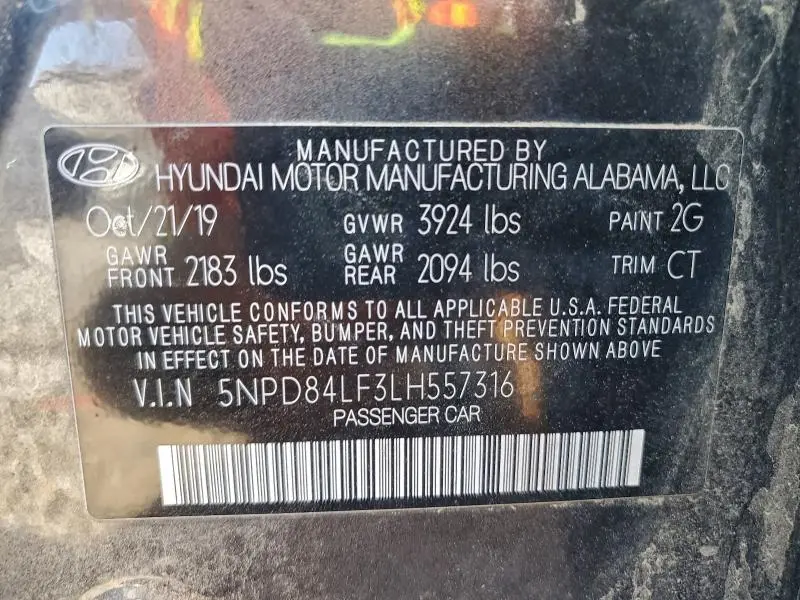 MANUFACTURED BY
HYUNDAI MOTOR MANUFACTURING ALABAMA, LLC
Oct/21/19 GVWR 3924 lbs PAINT 2G
GAWR FRONT 2183 lbs GAWR REAR 2094 lbs TRIM CT
THIS VEHICLE CONFORMS TO ALL APPLICABLE U.S.A. FEDERAL
MOTOR VEHICLE SAFETY, BUMPER, AND THEFT PREVENTION STANDARDS
IN EFFECT ON THE DATE OF MANUFACTURE SHOWN ABOVE
V.I.N 5NPD84LF3LH557316
PASSENGER CAR